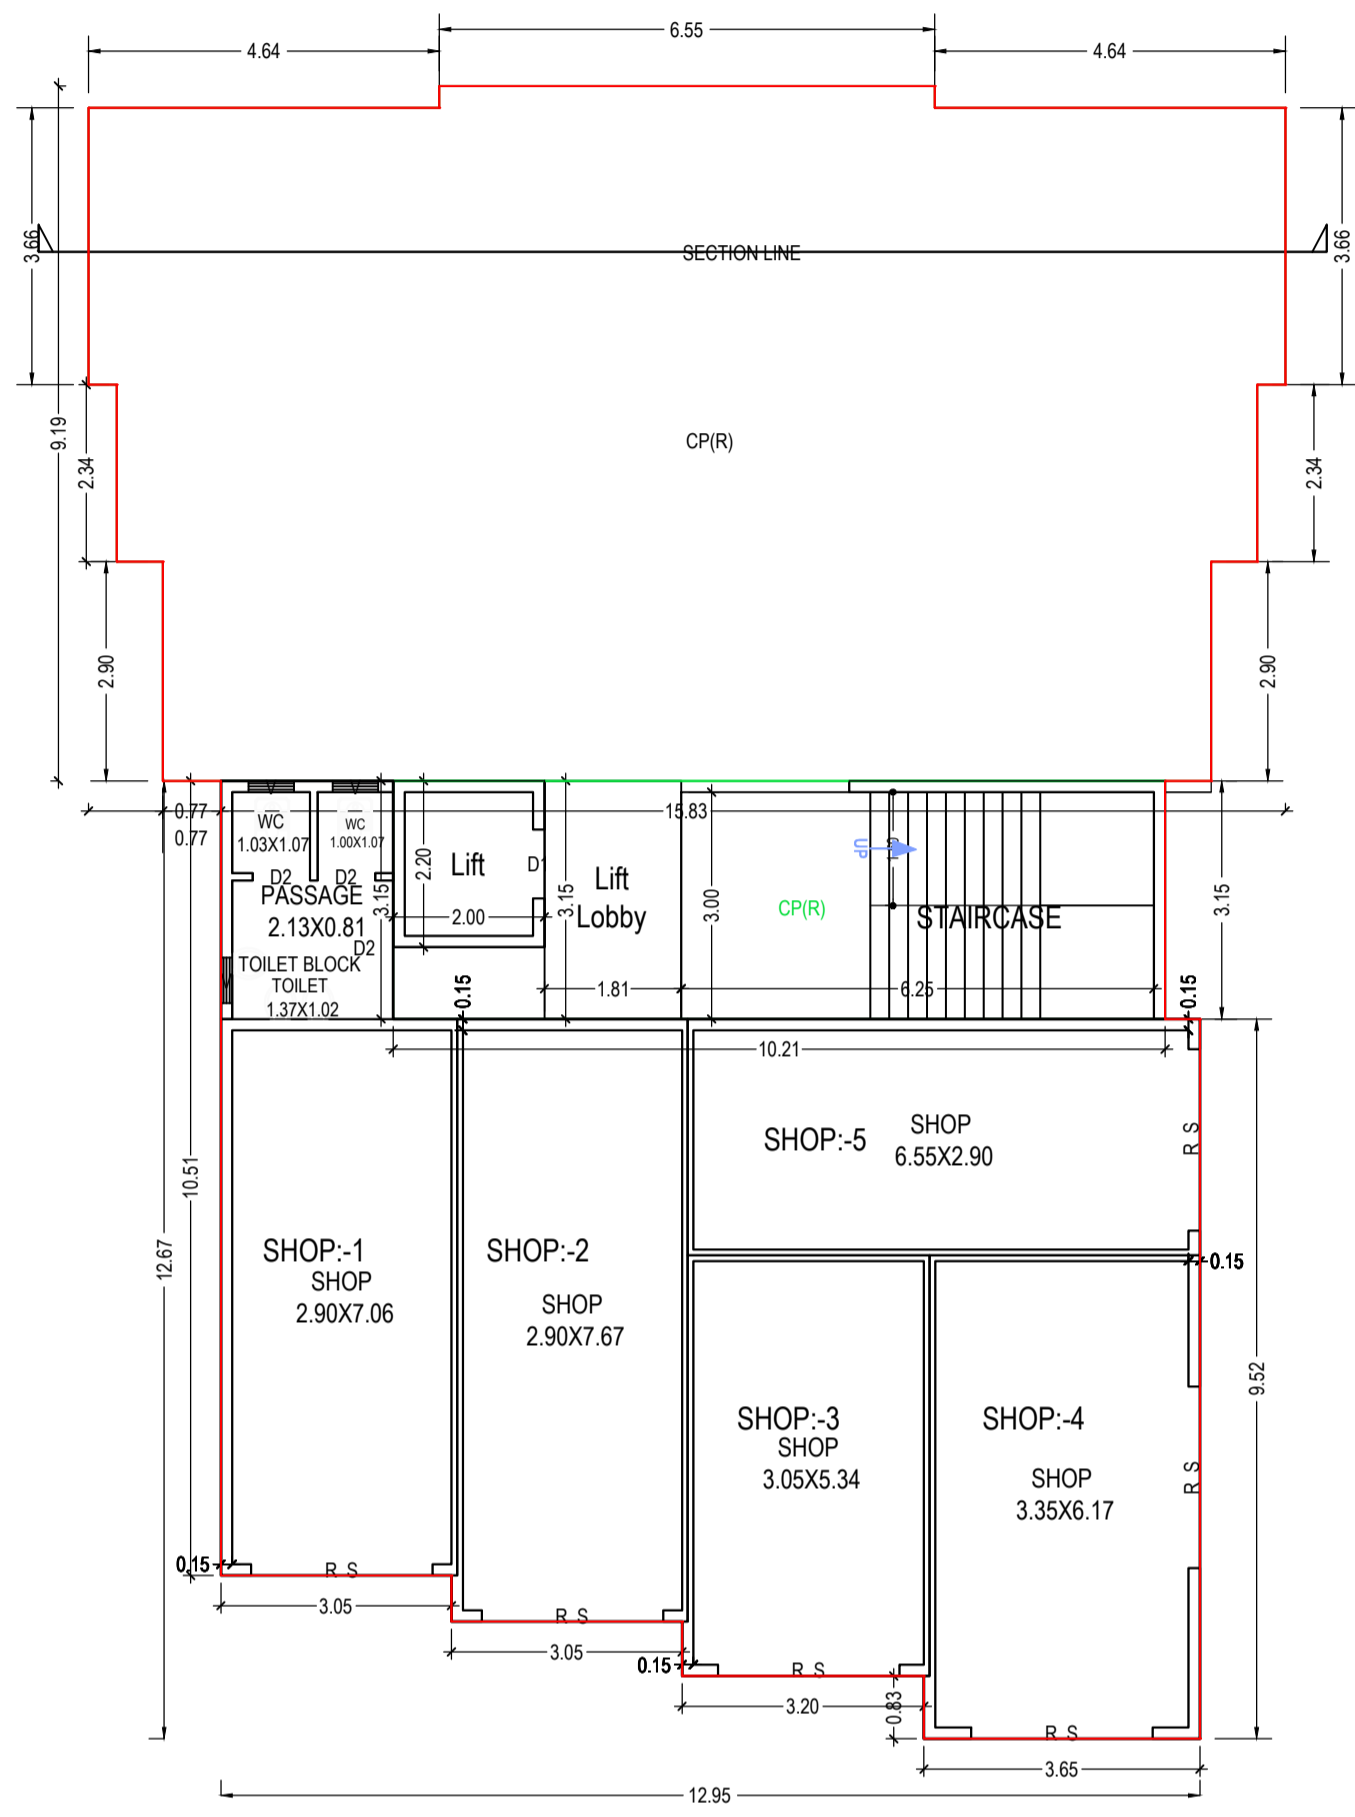 6.55
4.64
4.64
3.66
SECTION LINE
3.66
9.19
CP(R)
2.34
2.34
2.90
2.90
0.77
15.83
0.77
WC
1.03X1.07
WC
1.00X1.07
D2
D2
PASSAGE
2.13X0.81
D2
TOILET BLOCK
TOILET
1.37X1.02
3.15
2.20
Lift
D1
2.00
3.15
Lift
Lobby
3.00
CP(R)
UP
STAIRCASE
3.15
0.15
1.81
6.25
0.15
10.21
SHOP:-5
SHOP
6.55X2.90
R S
10.51
12.67
SHOP:-1
SHOP
2.90X7.06
SHOP:-2
SHOP
2.90X7.67
0.15
9.52
SHOP:-3
SHOP
3.05X5.34
SHOP:-4
SHOP
3.35X6.17
R S
0.15
R S
3.05
R S
3.05
0.15
R S
3.20
0.83
R S
3.65
12.95